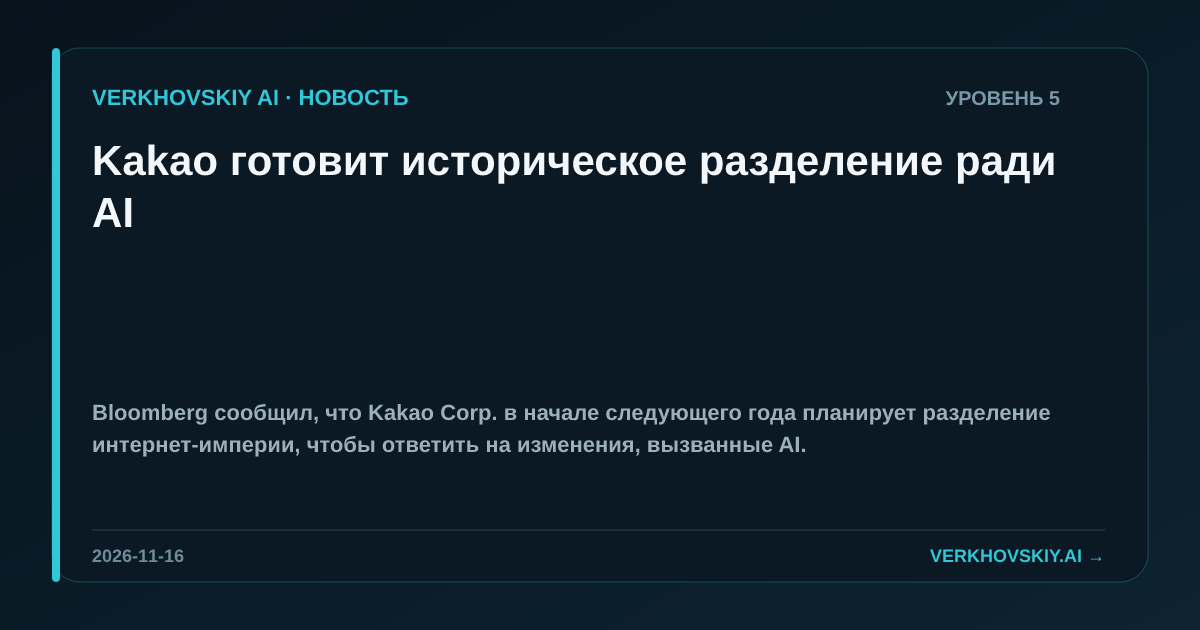 VERKHOVSKIY AI · НОВОСТЬ
УРОВЕНЬ 5
Kakao готовит историческое разделение ради
AI
Bloomberg сообщил, что Kakao Corp. в начале следующего года планирует разделение
интернет-империи, чтобы ответить на изменения, вызванные AI.
2026-11-16
VERKHOVSKIY.AI →